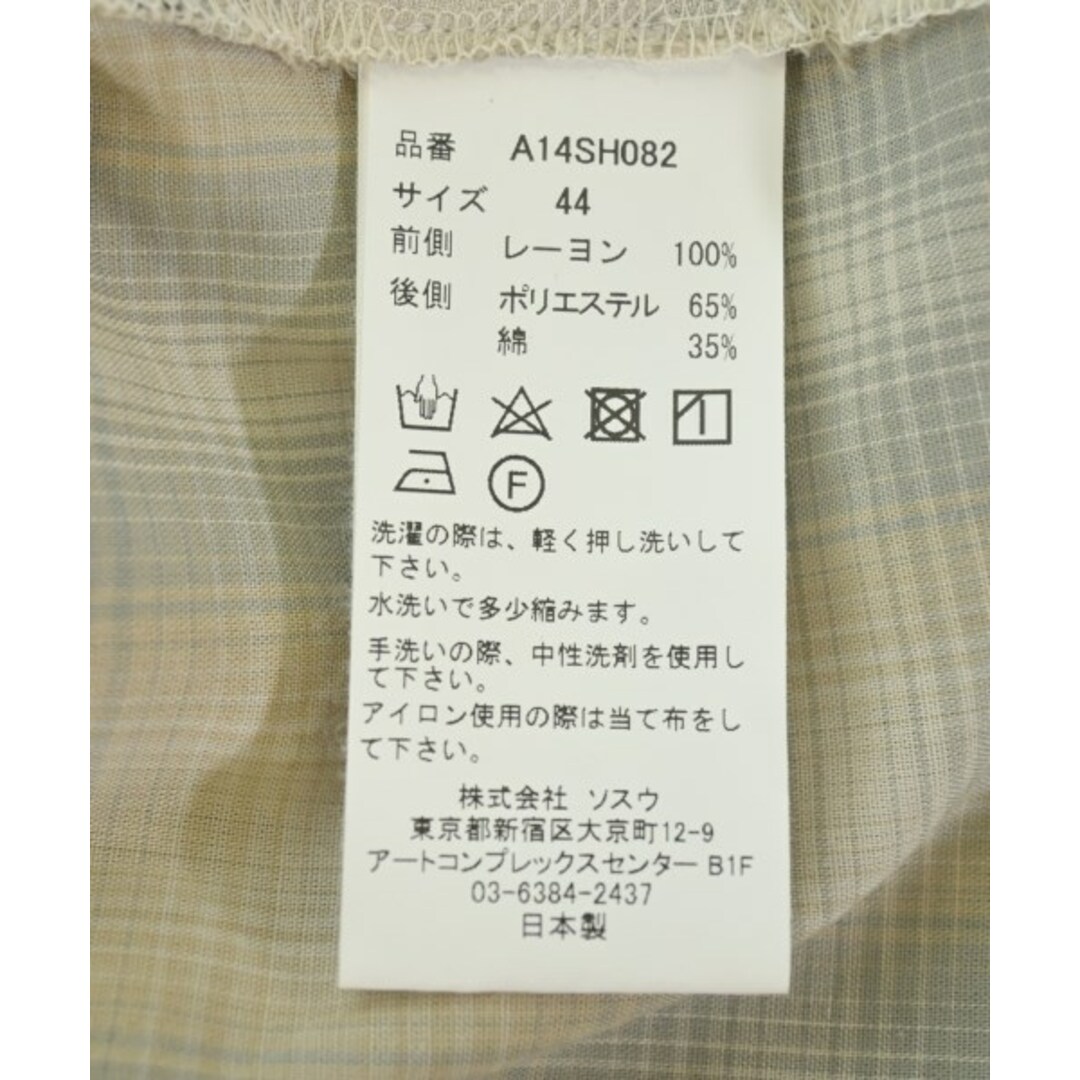 品番 A14SH082
サイズ 44
前側 レーヨン 100%
後側 ポリエステル 65%
綿 35%
F
洗濯の際は、軽く押し洗いして
下さい。
水洗いで多少縮みます。
手洗いの際、中性洗剤を使用し
て下さい。
アイロン使用の際は当て布をし
て下さい。
株式会社 ソスウ
東京都新宿区大京町12-9
アートコンプレックスセンター B1F
03-6384-2437
日本製